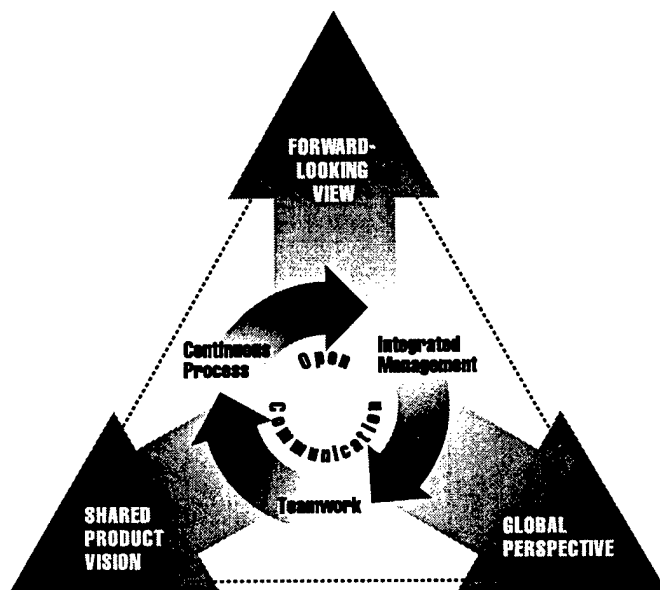 FORWARD-
LOOKING
VIEW
Continuous
Process
Open
Integrated
Management
Communication
Teamwork
SHARED
PRODUCT
VISION
GLOBAL
PERSPECTIVE